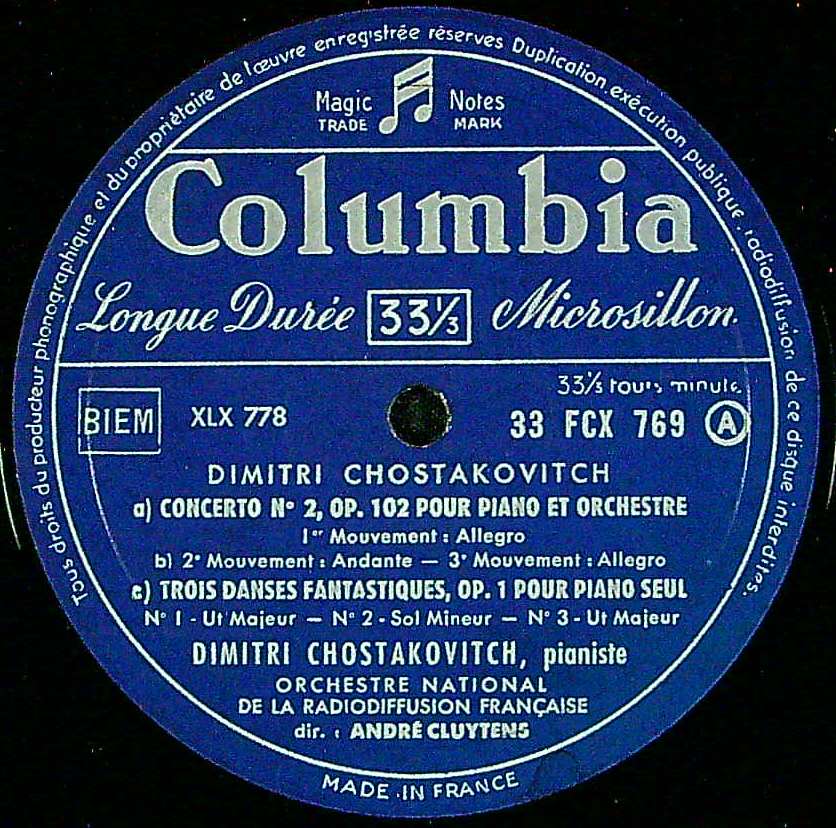 Tous droits du producteur phonographique et du propriétaire de l'œuvre enregistrée réservés Duplication, exécution publique, radiodiffusion de ce disque interdites.
Magic Notes
TRADE MARK
Columbia
Longue Durée 33⅓ Microsillon
33⅓ tours minute
BIEM XLX 778 33 FCX 769 A
DIMITRI CHOSTAKOVITCH
a) CONCERTO N° 2, OP. 102 POUR PIANO ET ORCHESTRE
1er Mouvement : Allegro
b) 2e Mouvement : Andante — 3e Mouvement : Allegro
c) TROIS DANSES FANTASTIQUES, OP. 1 POUR PIANO SEUL
N° 1 - Ut Majeur — N° 2 - Sol Mineur — N° 3 - Ut Majeur
DIMITRI CHOSTAKOVITCH, pianiste
ORCHESTRE NATIONAL
DE LA RADIODIFFUSION FRANÇAISE
dir. : ANDRÉ CLUYTENS
MADE IN FRANCE